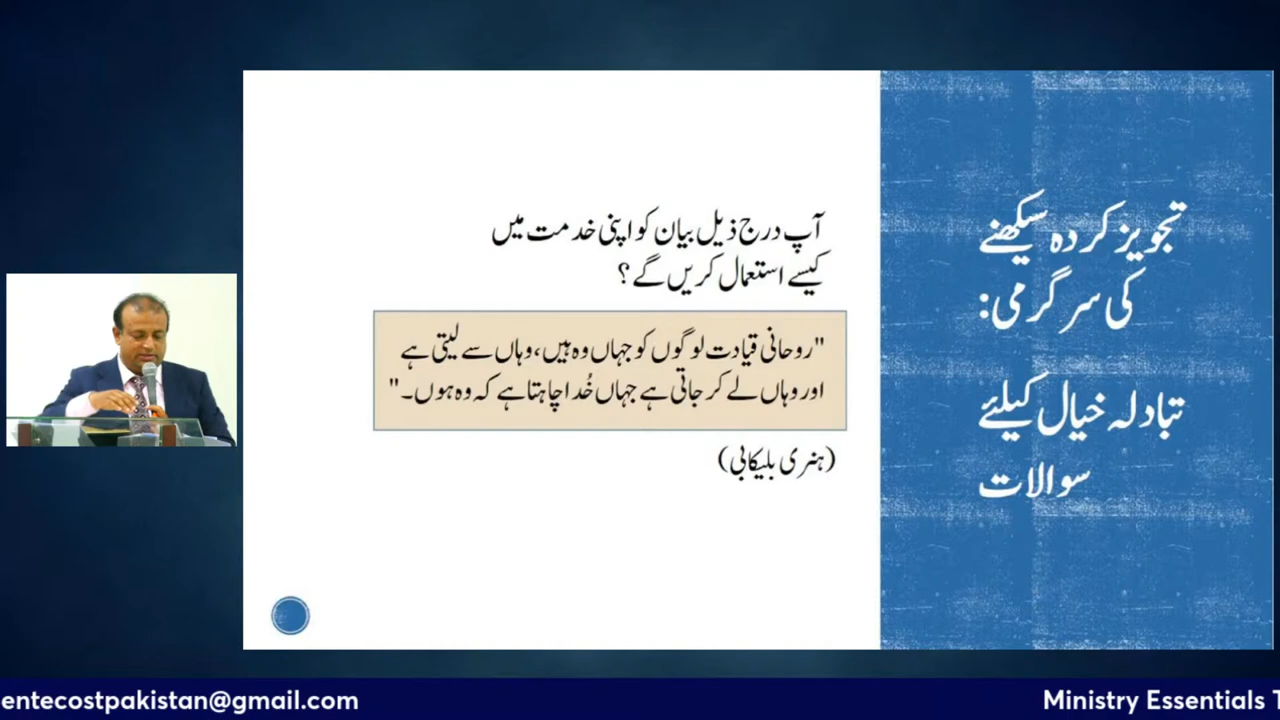 تجویز کردہ سیکھنے
کی سرگرمی:
تبادلہ خیال کیلئے
سوالات
آپ درج ذیل بیان کو اپنی خدمت میں
کیسے استعمال کریں گے؟
"روحانی قیادت لوگوں کو جہاں وہ ہیں، وہاں سے لیتی ہے
اور وہاں لے کر جاتی ہے جہاں خُدا چاہتا ہے کہ وہ ہوں۔"
(ہنری بلیکابی)
entecostpakistan@gmail.com
Ministry Essentials T